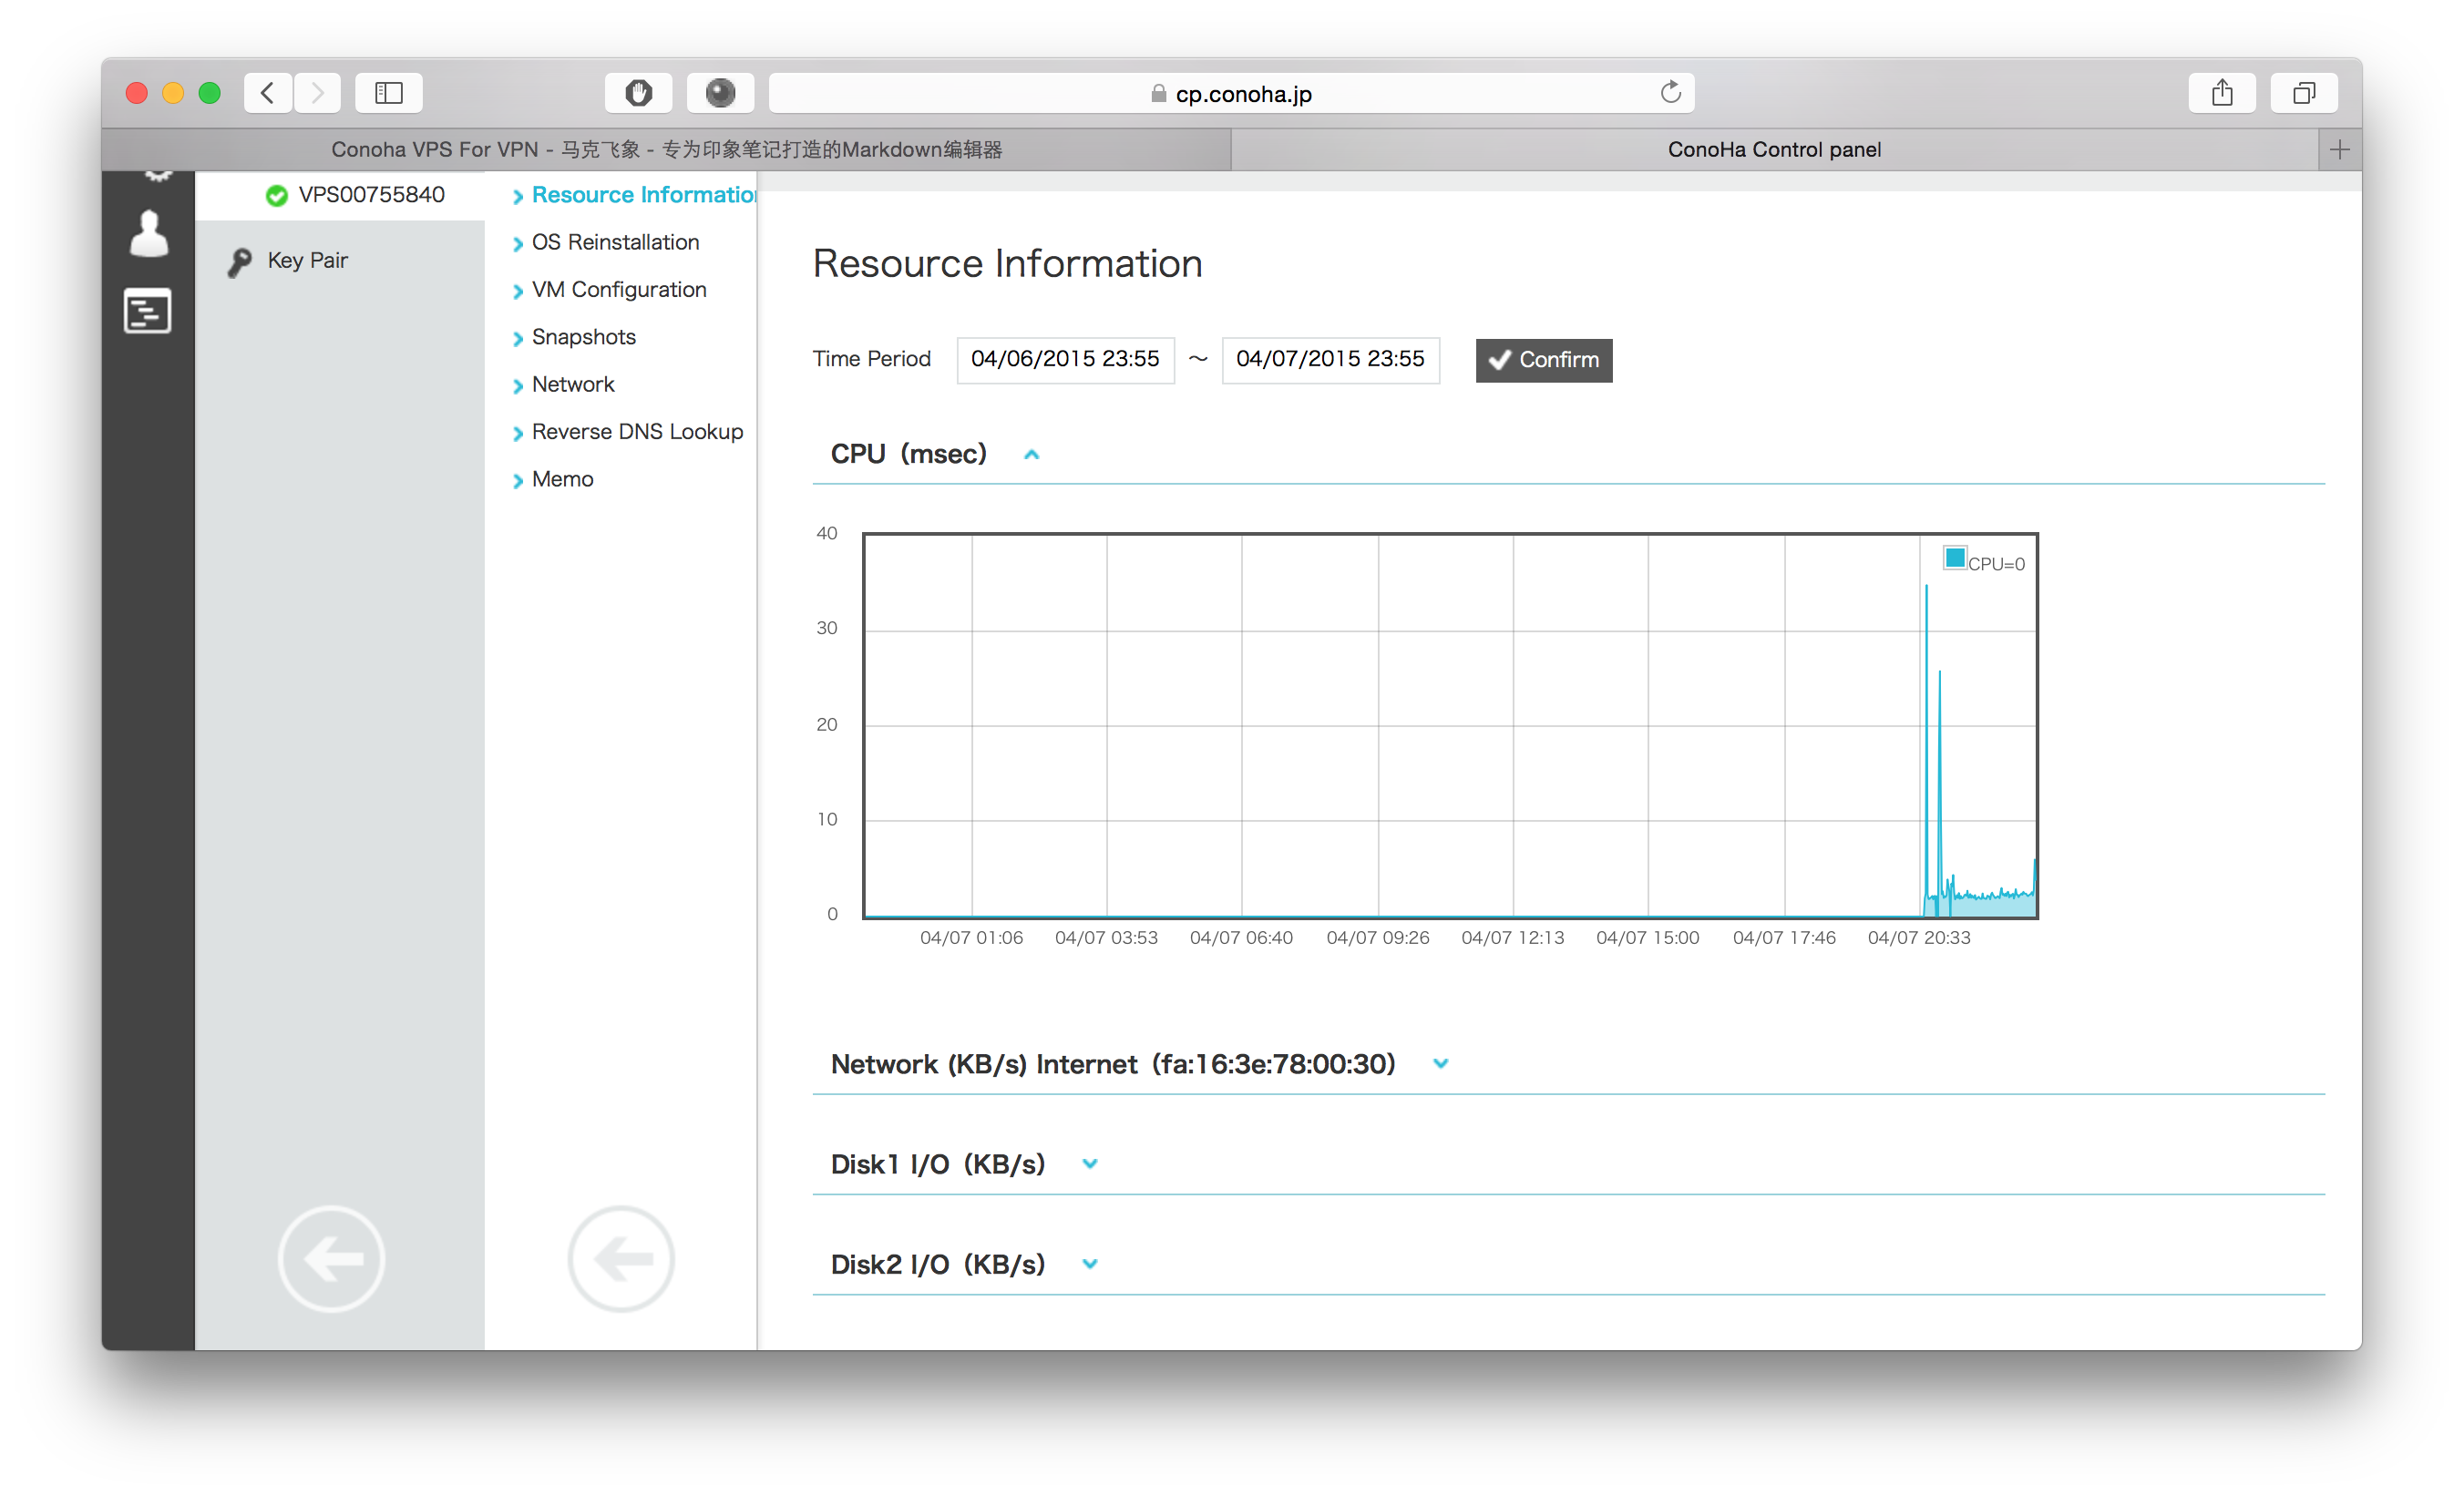 cp.conoha.jp
Conoha VPS For VPN - 马克飞象 - 专为印象笔记打造的Markdown编辑器
ConoHa Control panel
VPS00755840
Key Pair
Resource Informatio
OS Reinstallation
VM Configuration
Snapshots
Network
Reverse DNS Lookup
Memo
Resource Information
Time Period 04/06/2015 23:55 ～ 04/07/2015 23:55 Confirm
CPU (msec)
40
30
20
10
0
CPU=0
04/07 01:06 04/07 03:53 04/07 06:40 04/07 09:26 04/07 12:13 04/07 15:00 04/07 17:46 04/07 20:33
Network (KB/s) Internet (fa:16:3e:78:00:30)
Disk1 I/O (KB/s)
Disk2 I/O (KB/s)